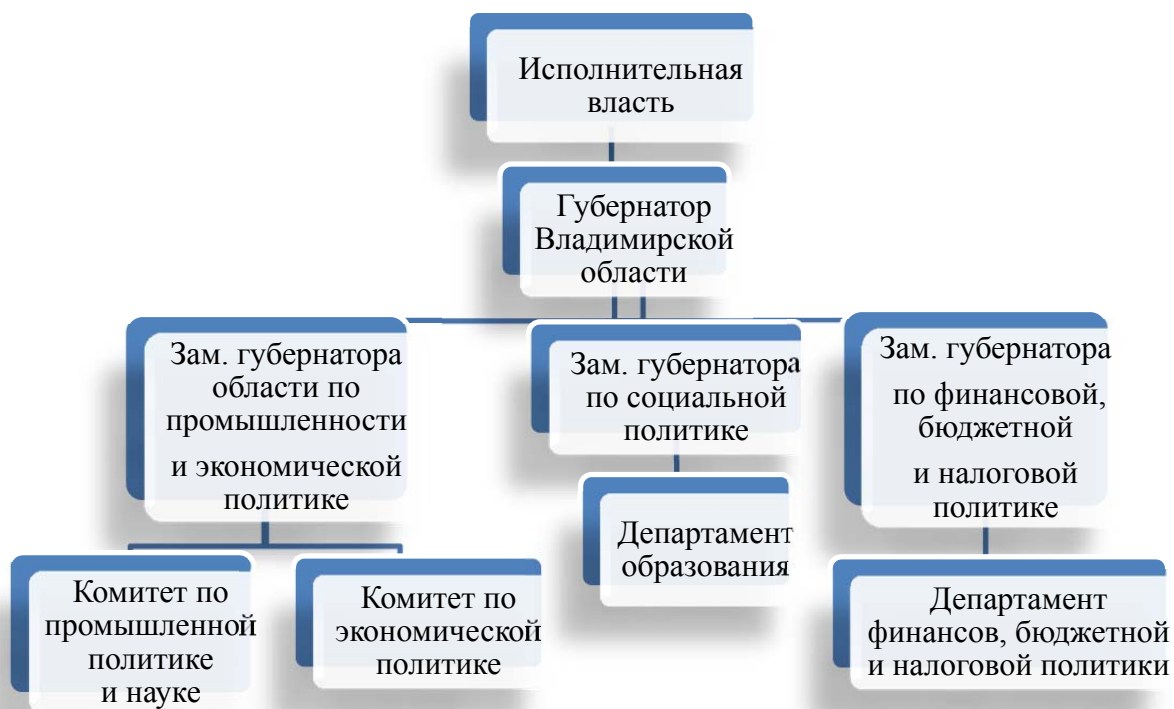 Исполнительная
власть
Губернатор
Владимирской
области
Зам. губернатора
области по
промышленности
и экономической
политике
Зам. губернатора
по социальной
политике
Зам. губернатора
по финансовой,
бюджетной
и налоговой
политике
Комитет по
промышленной
политике
и науке
Комитет по
экономической
политике
Департамент
образования
Департамент
финансов, бюджетной
и налоговой политики